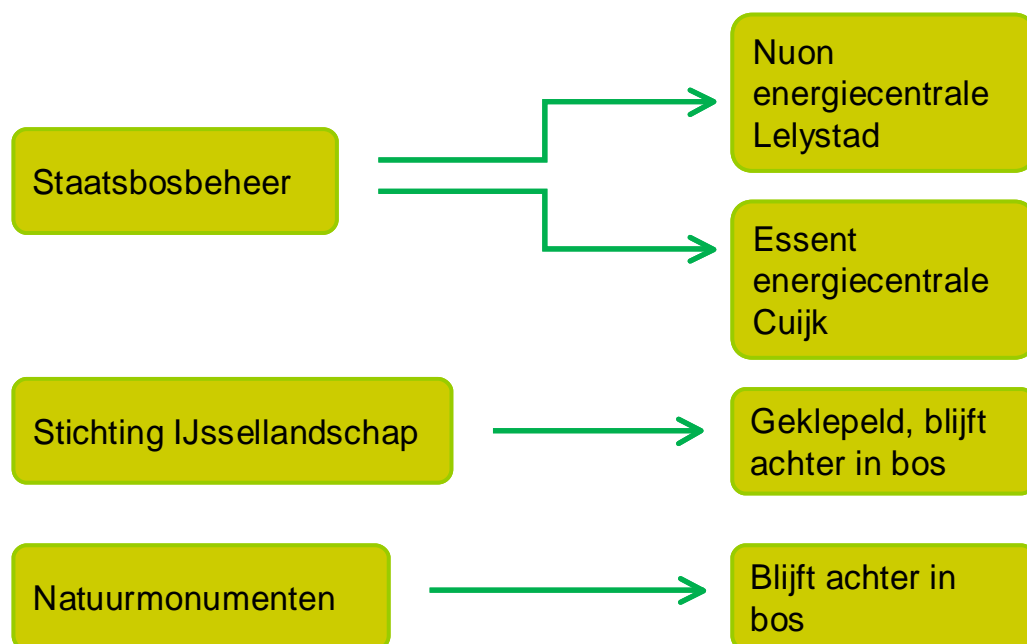 Staatsbosbeheer
Nuon
energiecentrale
Lelystad
Essent
energiecentrale
Cuijk
Stichting IJssellandschap
Geklepeld, blijft
achter in bos
Natuurmonumenten
Blijft achter in
bos